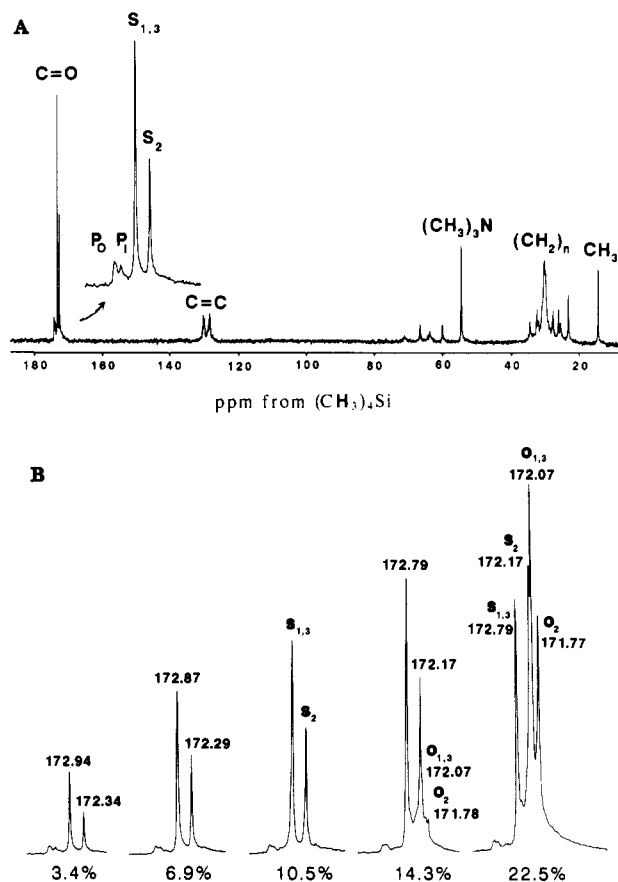 A
S1,3
C=O
S2
PO PI
C=C
(CH3)3N
(CH2)n
CH3
180 160 140 120 100 80 60 40 20
ppm from (CH3)4Si
B
O1,3
172.07
S2
172.17
172.79
S1,3
172.79
O2
171.77
S1,3
172.87
172.17
S2
172.94
172.29
O1,3
172.07
172.34
O2
171.78
3.4% 6.9% 10.5% 14.3% 22.5%